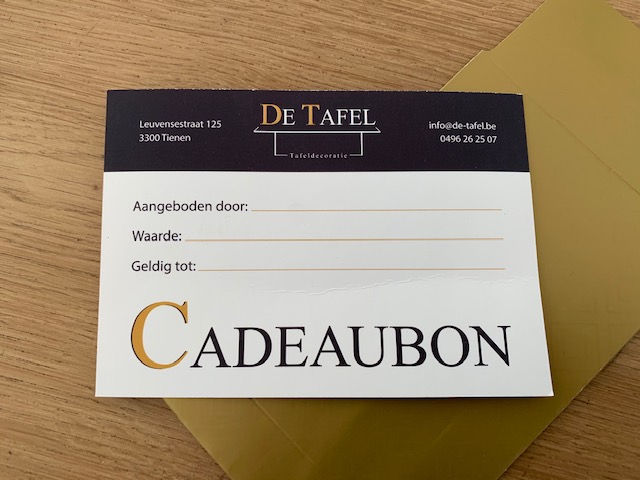 Leuvensestraat 125
3300 Tienen
DE TAFEL
Tafeldecoratie
info@de-tafel.be
0496 26 25 07
Aangeboden door:
Waarde:
Geldig tot:
CADEAUBON